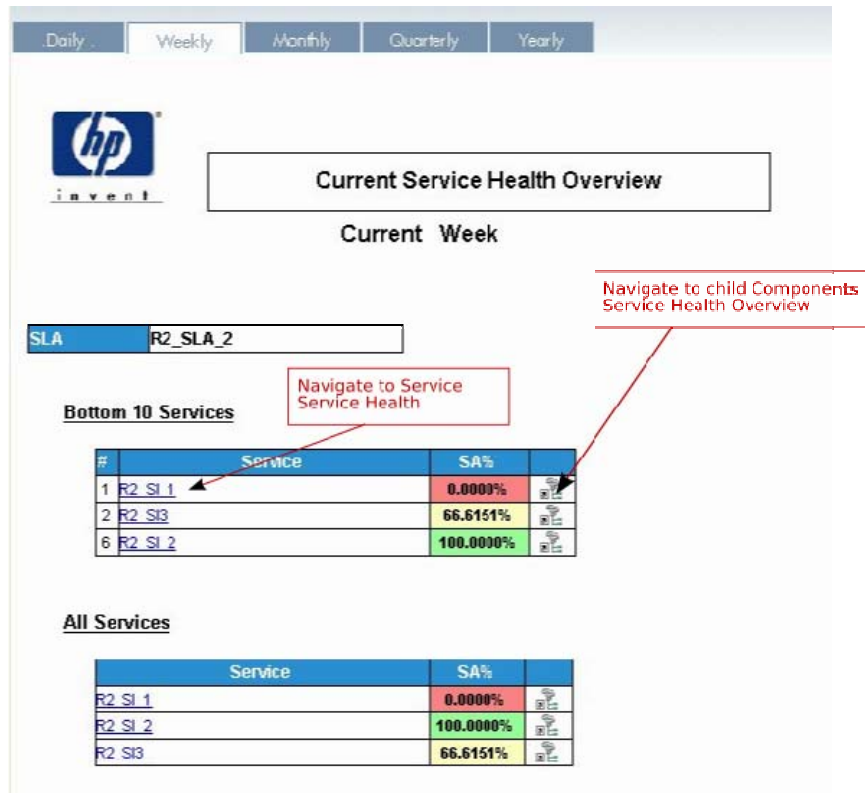 .Daily .
Weekly
Monthly
Quarterly
Yearly
hp
invent
Current Service Health Overview
Current Week
Navigate to child Components
Service Health Overview
SLA R2_SLA_2
Navigate to Service
Service Health
Bottom 10 Services
# Service SA%
1 R2_SI_1 0.0000%
2 R2_SI3 66.6151%
6 R2_SI_2 100.0000%
All Services
Service SA%
R2_SI_1 0.0000%
R2_SI_2 100.0000%
R2_SI3 66.6151%